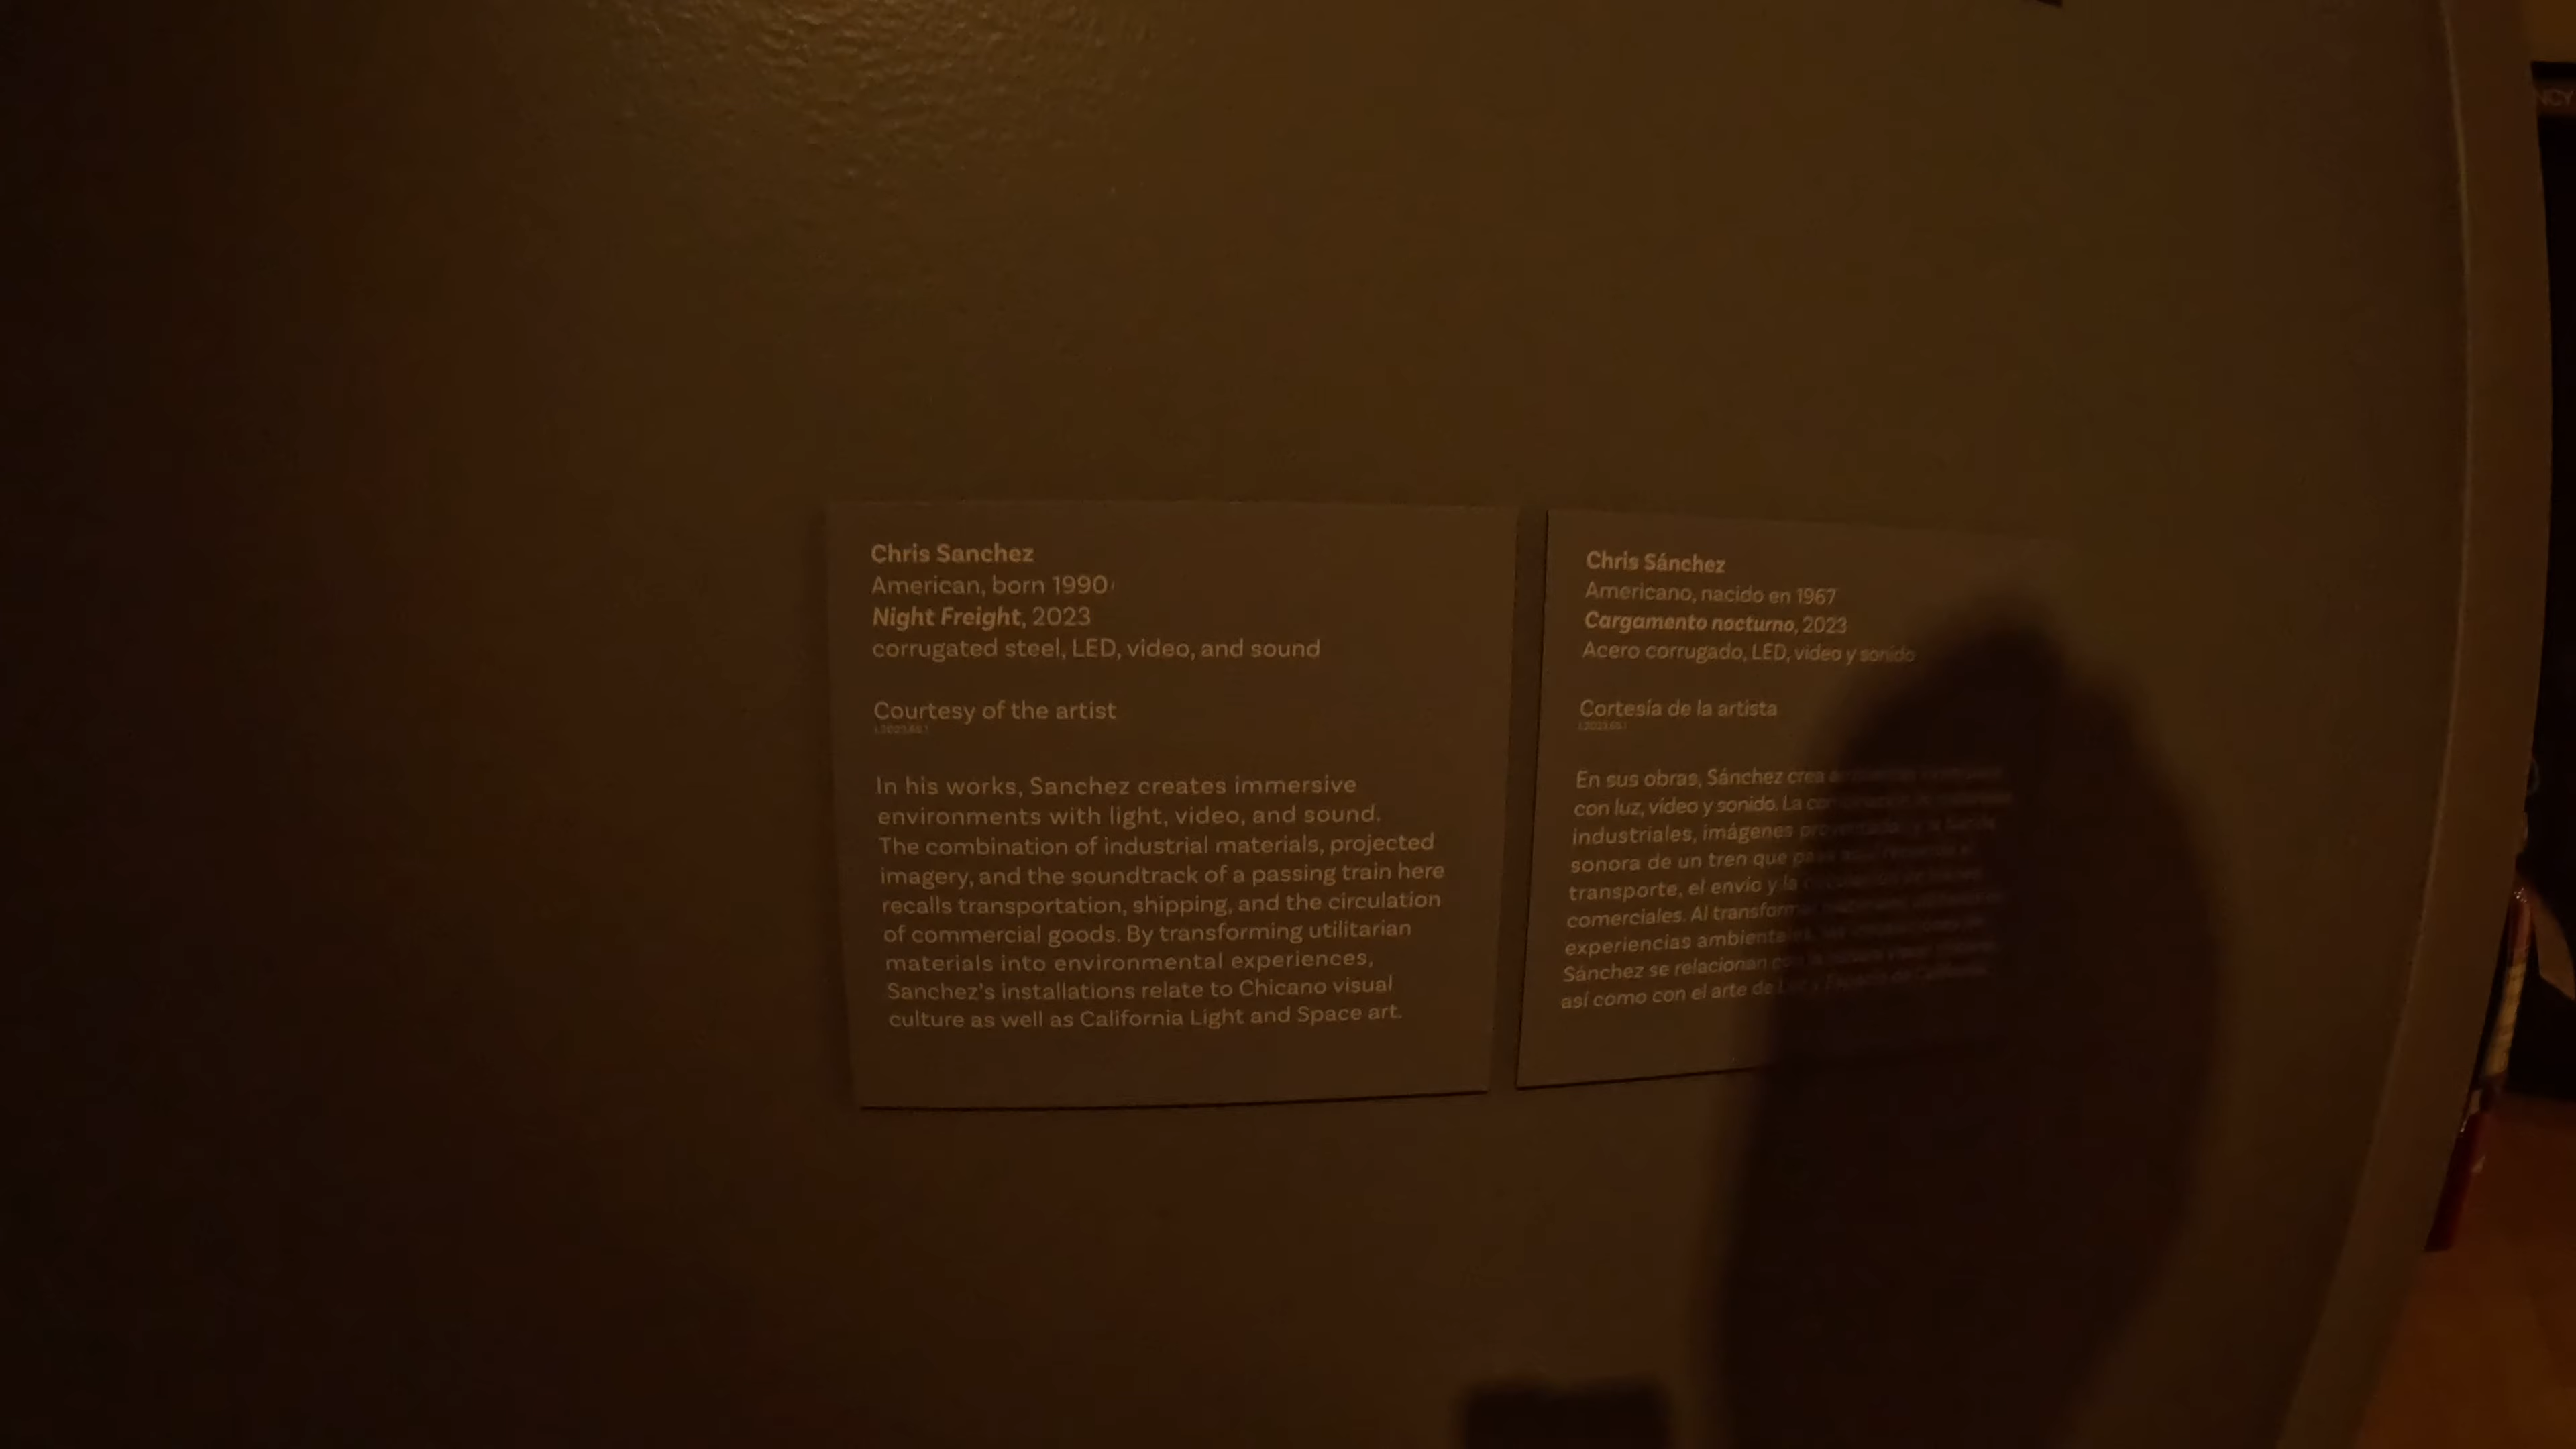 Chris Sanchez
American, born 1990
Night Freight, 2023
corrugated steel, LED, video, and sound
Courtesy of the artist
In his works, Sanchez creates immersive
environments with light, video, and sound.
The combination of industrial materials, projected
imagery, and the soundtrack of a passing train here
recalls transportation, shipping, and the circulation
of commercial goods. By transforming utilitarian
materials into environmental experiences,
Sanchez's installations relate to Chicano visual
culture as well as California Light and Space art.
Chris Sánchez
Americano, nacido en 1967
Cargamento nocturno, 2023
Acero corrugado, LED, video y sonido
Cortesía de la artista
En sus obras, Sánchez crea
con luz, video y sonido. La
industriales, imágenes
sonora de un tren que
transporte, el envío y la
comerciales. Al
experiencias
Sánchez se relacionan
así como con el arte de
NCY